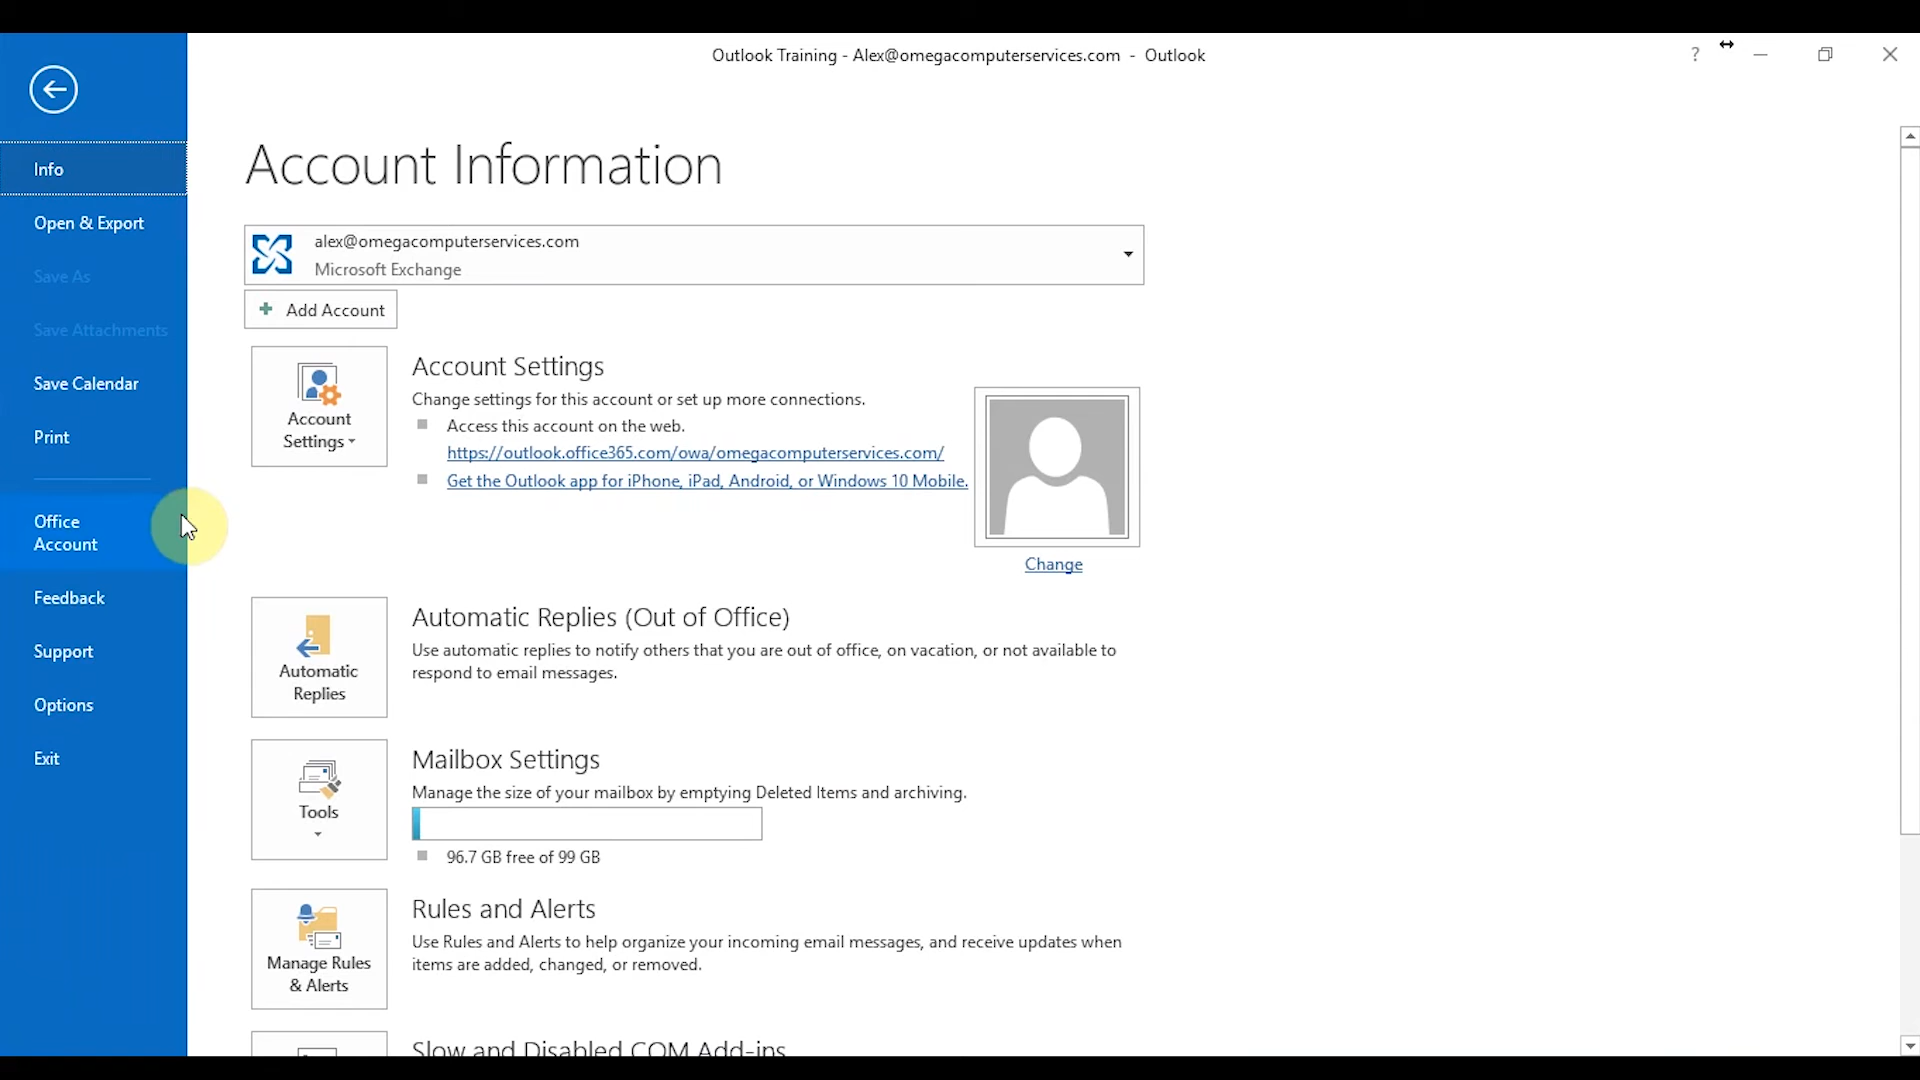 Outlook Training - Alex@omegacomputerservices.com - Outlook
?
Info
Open & Export
Save As
Save Attachments
Save Calendar
Print
Office
Account
Feedback
Support
Options
Exit
Account Information
alex@omegacomputerservices.com
Microsoft Exchange
Add Account
Account
Settings
Account Settings
Change settings for this account or set up more connections.
Access this account on the web.
https://outlook.office365.com/owa/omegacomputerservices.com/
Get the Outlook app for iPhone, iPad, Android, or Windows 10 Mobile.
Change
Automatic
Replies
Automatic Replies (Out of Office)
Use automatic replies to notify others that you are out of office, on vacation, or not available to
respond to email messages.
Tools
Mailbox Settings
Manage the size of your mailbox by emptying Deleted Items and archiving.
96.7 GB free of 99 GB
Manage Rules
& Alerts
Rules and Alerts
Use Rules and Alerts to help organize your incoming email messages, and receive updates when
items are added, changed, or removed.
Slow and Disabled COM Add-ins